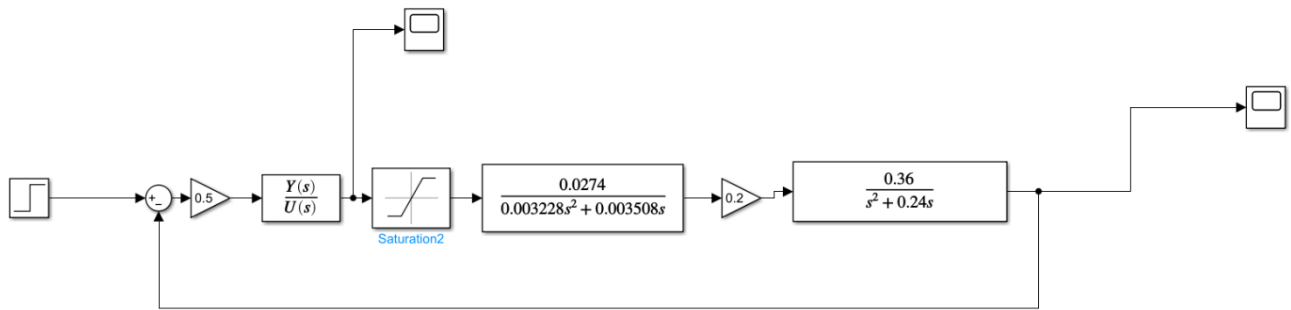 +
−
0.5
Y(s)
U(s)
Saturation2
0.0274
0.003228s² + 0.003508s
0.2
0.36
s² + 0.24s